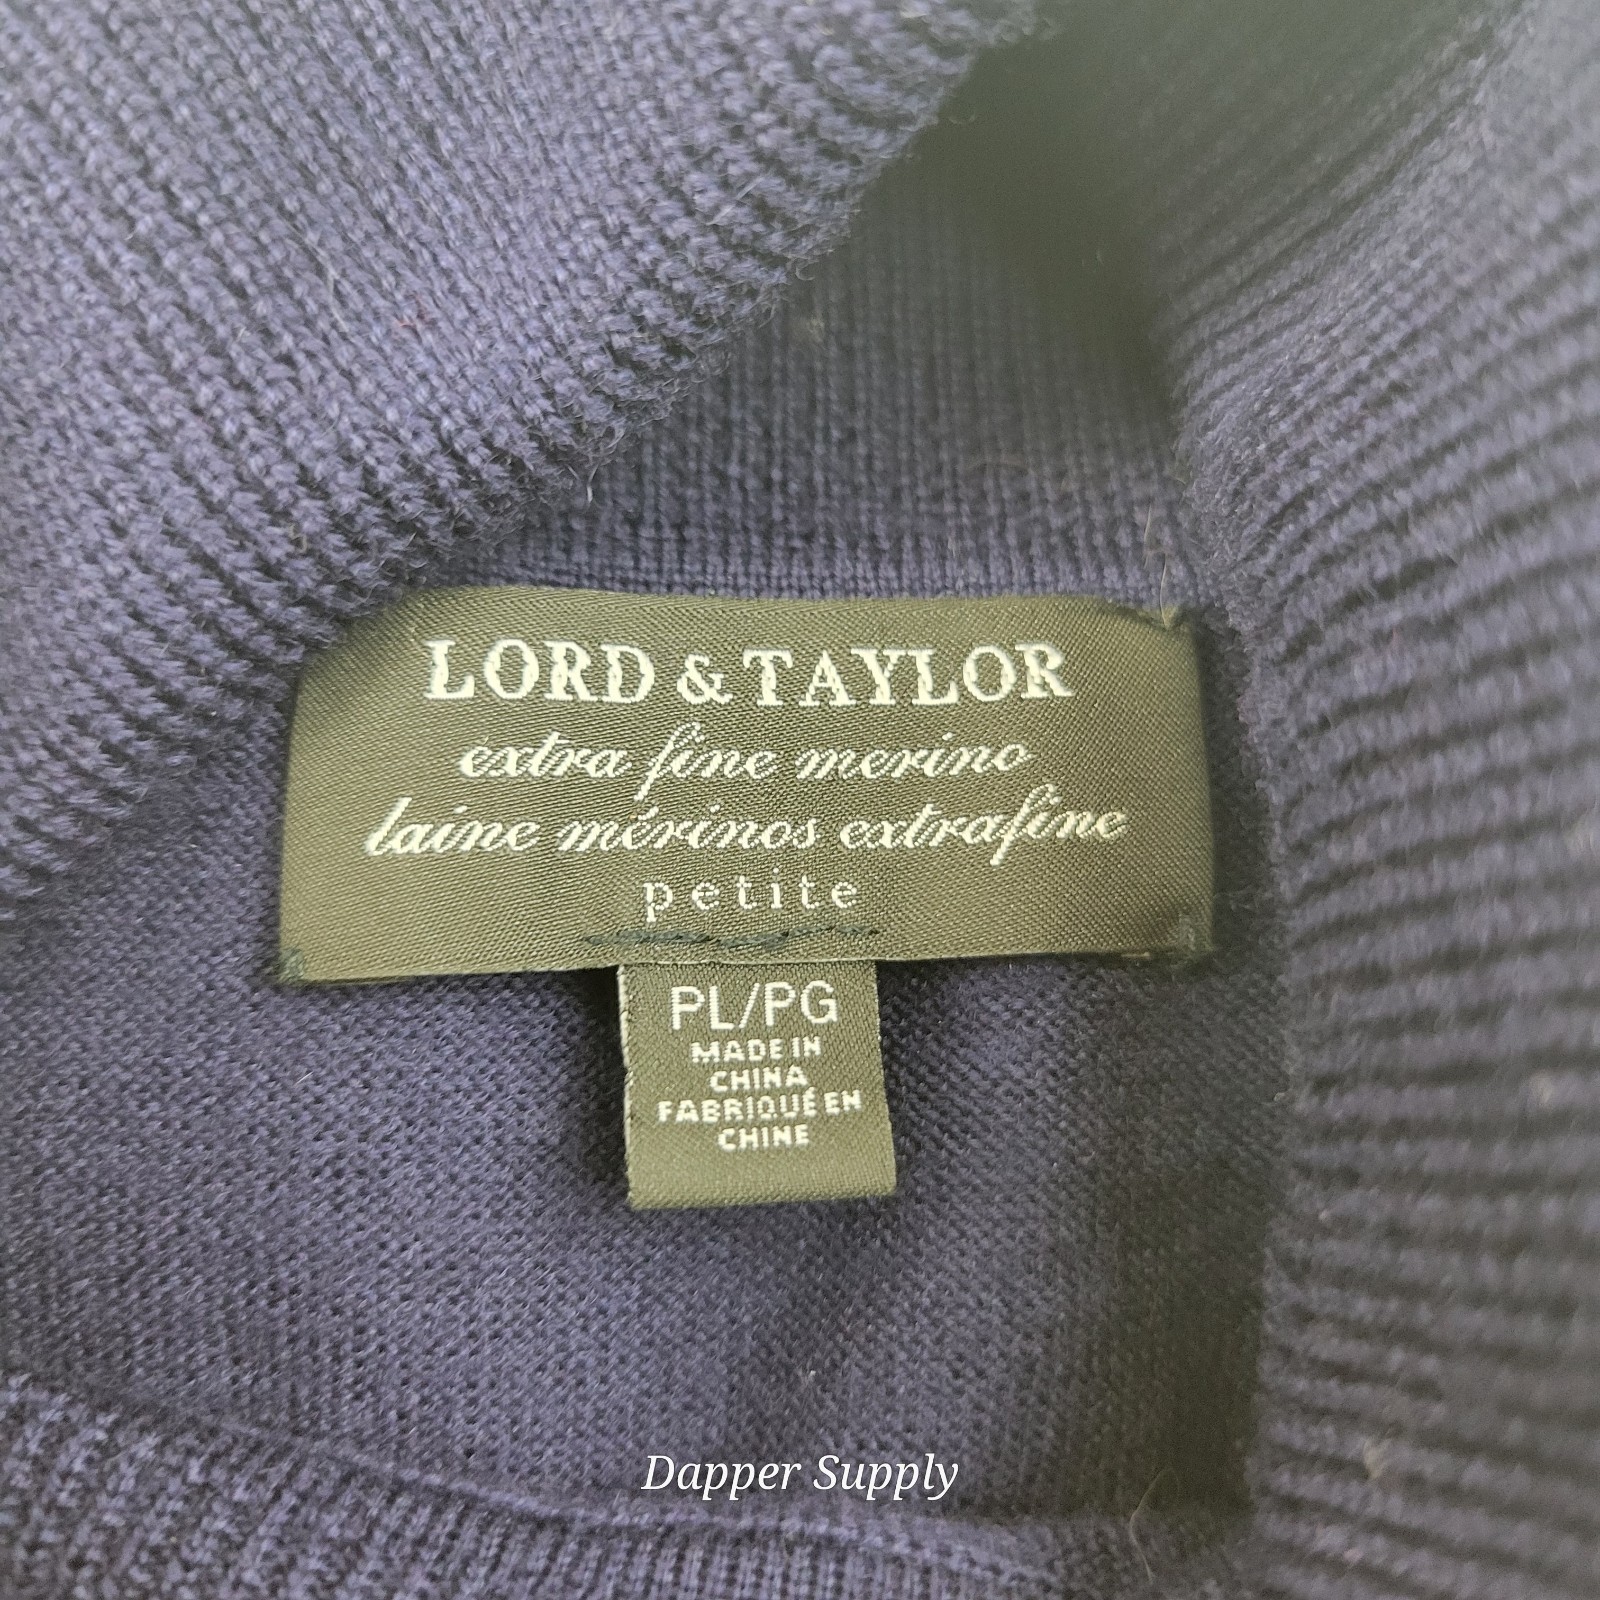 LORD & TAYLOR
extra fine merino
laine mérinos extrafine
petite
PL/PG
MADE IN
CHINA
FABRIQUÉ EN
CHINE
Dapper Supply